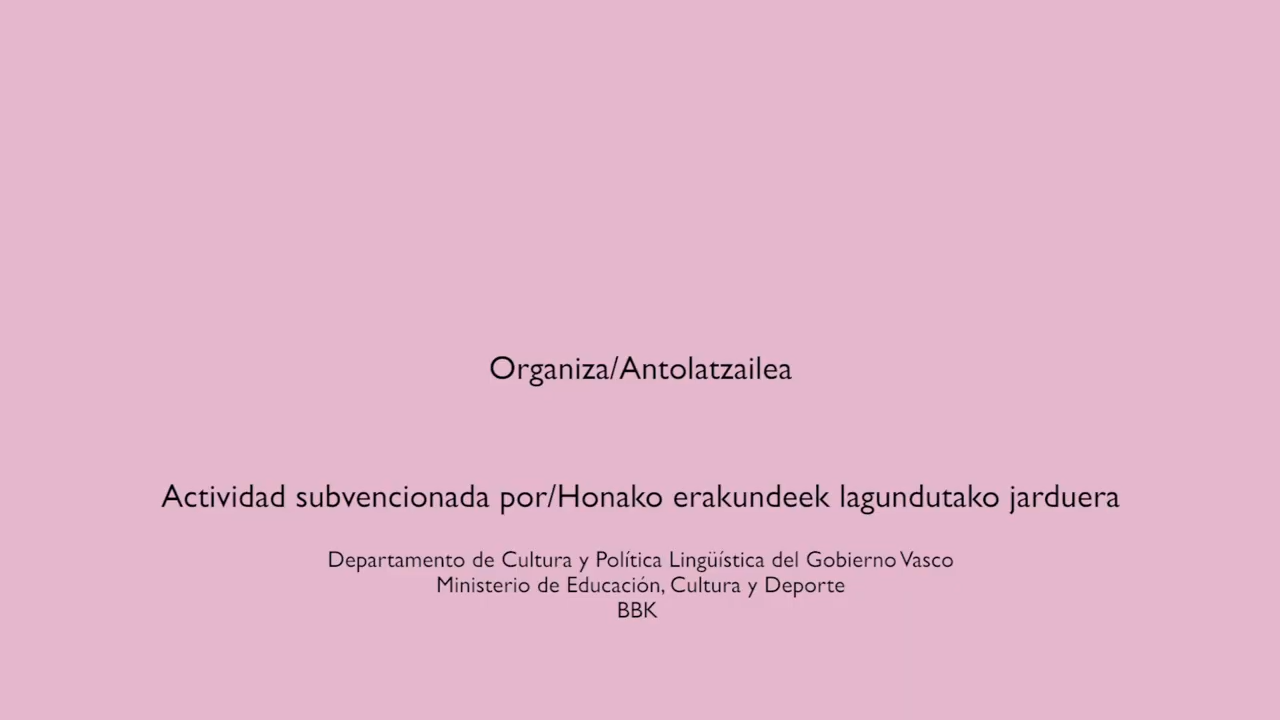 Organiza/Antolatzailea
Actividad subvencionada por/Honako erakundeek lagundutako jarduera
Departamento de Cultura y Política Lingüística del Gobierno Vasco
Ministerio de Educación, Cultura y Deporte
BBK